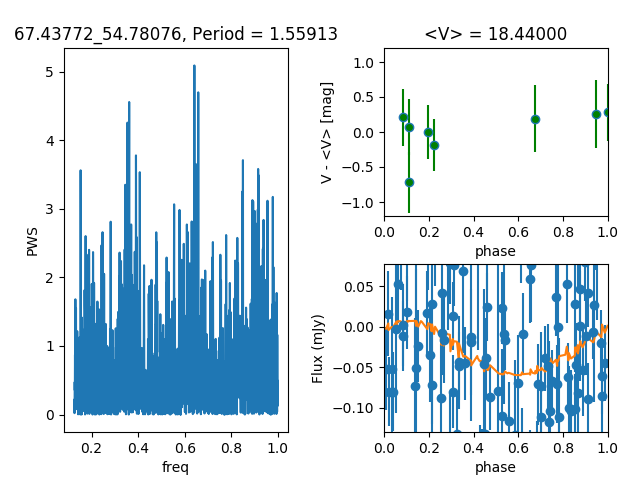 67.43772_54.78076, Period = 1.55913
<V> = 18.44000
PWS
5
4
3
2
1
0
0.2 0.4 0.6 0.8 1.0
freq
V - <V> [mag]
1.0
0.5
0.0
−0.5
−1.0
0.0 0.2 0.4 0.6 0.8 1.0
phase
Flux (mJy)
0.05
0.00
−0.05
−0.10
0.0 0.2 0.4 0.6 0.8 1.0
phase